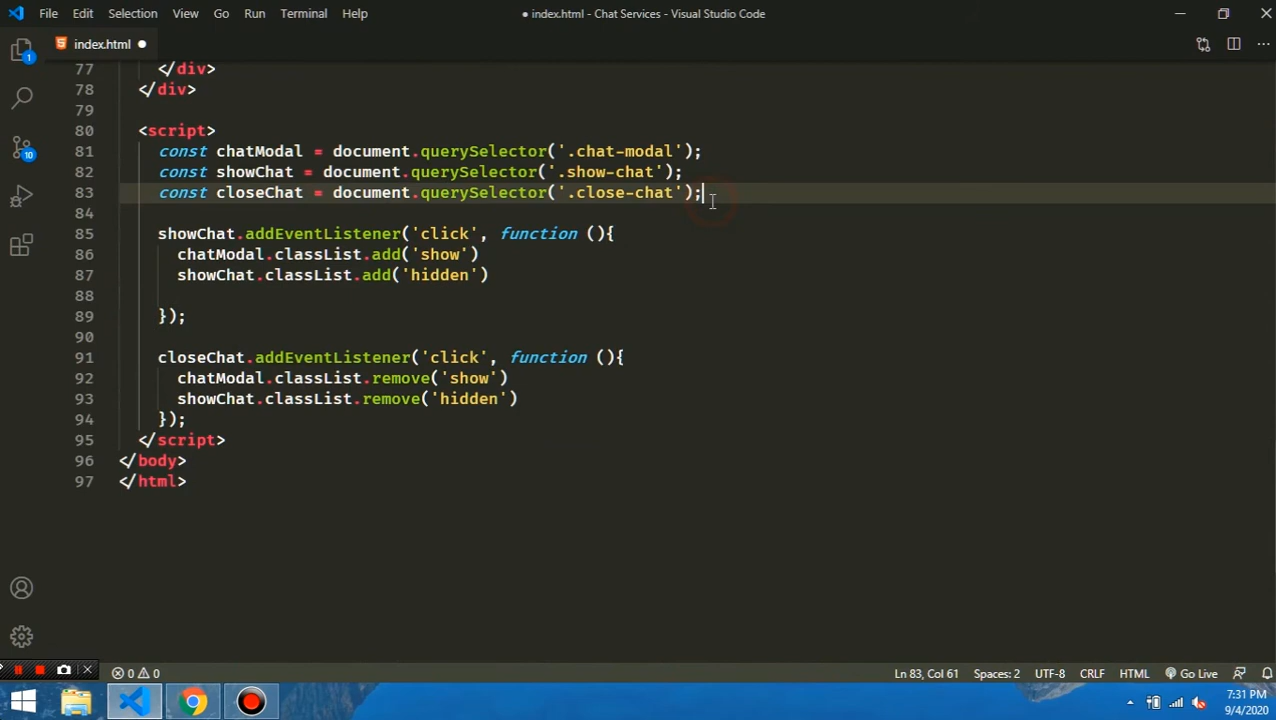 File Edit Selection View Go Run Terminal Help
● index.html - Chat Services - Visual Studio Code
index.html
1
10
77 </div>
78 </div>
79
80 <script>
81 const chatModal = document.querySelector('.chat-modal');
82 const showChat = document.querySelector('.show-chat');
83 const closeChat = document.querySelector('.close-chat');
84
85 showChat.addEventListener('click', function (){
86 chatModal.classList.add('show')
87 showChat.classList.add('hidden')
88
89 });
90
91 closeChat.addEventListener('click', function (){
92 chatModal.classList.remove('show')
93 showChat.classList.remove('hidden')
94 });
95 </script>
96 </body>
97 </html>
0 0
Ln 83, Col 61 Spaces: 2 UTF-8 CRLF HTML Go Live
7:31 PM
9/4/2020